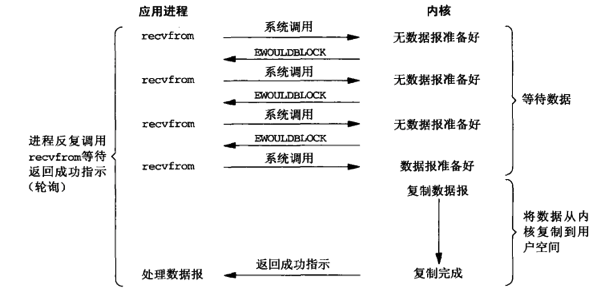 应用进程
内核
recvfrom
系统调用
无数据报准备好
EWOULDBLOCK
recvfrom
系统调用
无数据报准备好
EWOULDBLOCK
recvfrom
系统调用
无数据报准备好
EWOULDBLOCK
recvfrom
系统调用
数据报准备好
进程反复调用
recvfrom等待
返回成功指示
（轮询）
等待数据
复制数据报
将数据从内
核复制到用
户空间
处理数据报
返回成功指示
复制完成